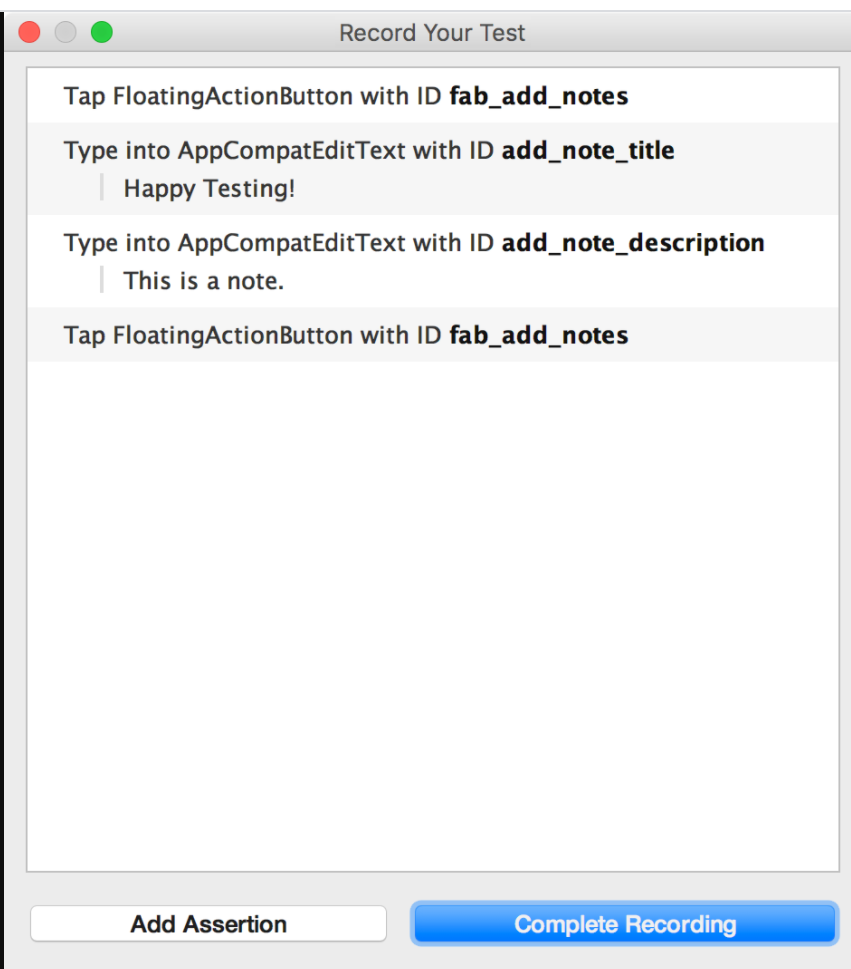 Record Your Test
Tap FloatingActionButton with ID fab_add_notes
Type into AppCompatEditText with ID add_note_title
Happy Testing!
Type into AppCompatEditText with ID add_note_description
This is a note.
Tap FloatingActionButton with ID fab_add_notes
Add Assertion
Complete Recording